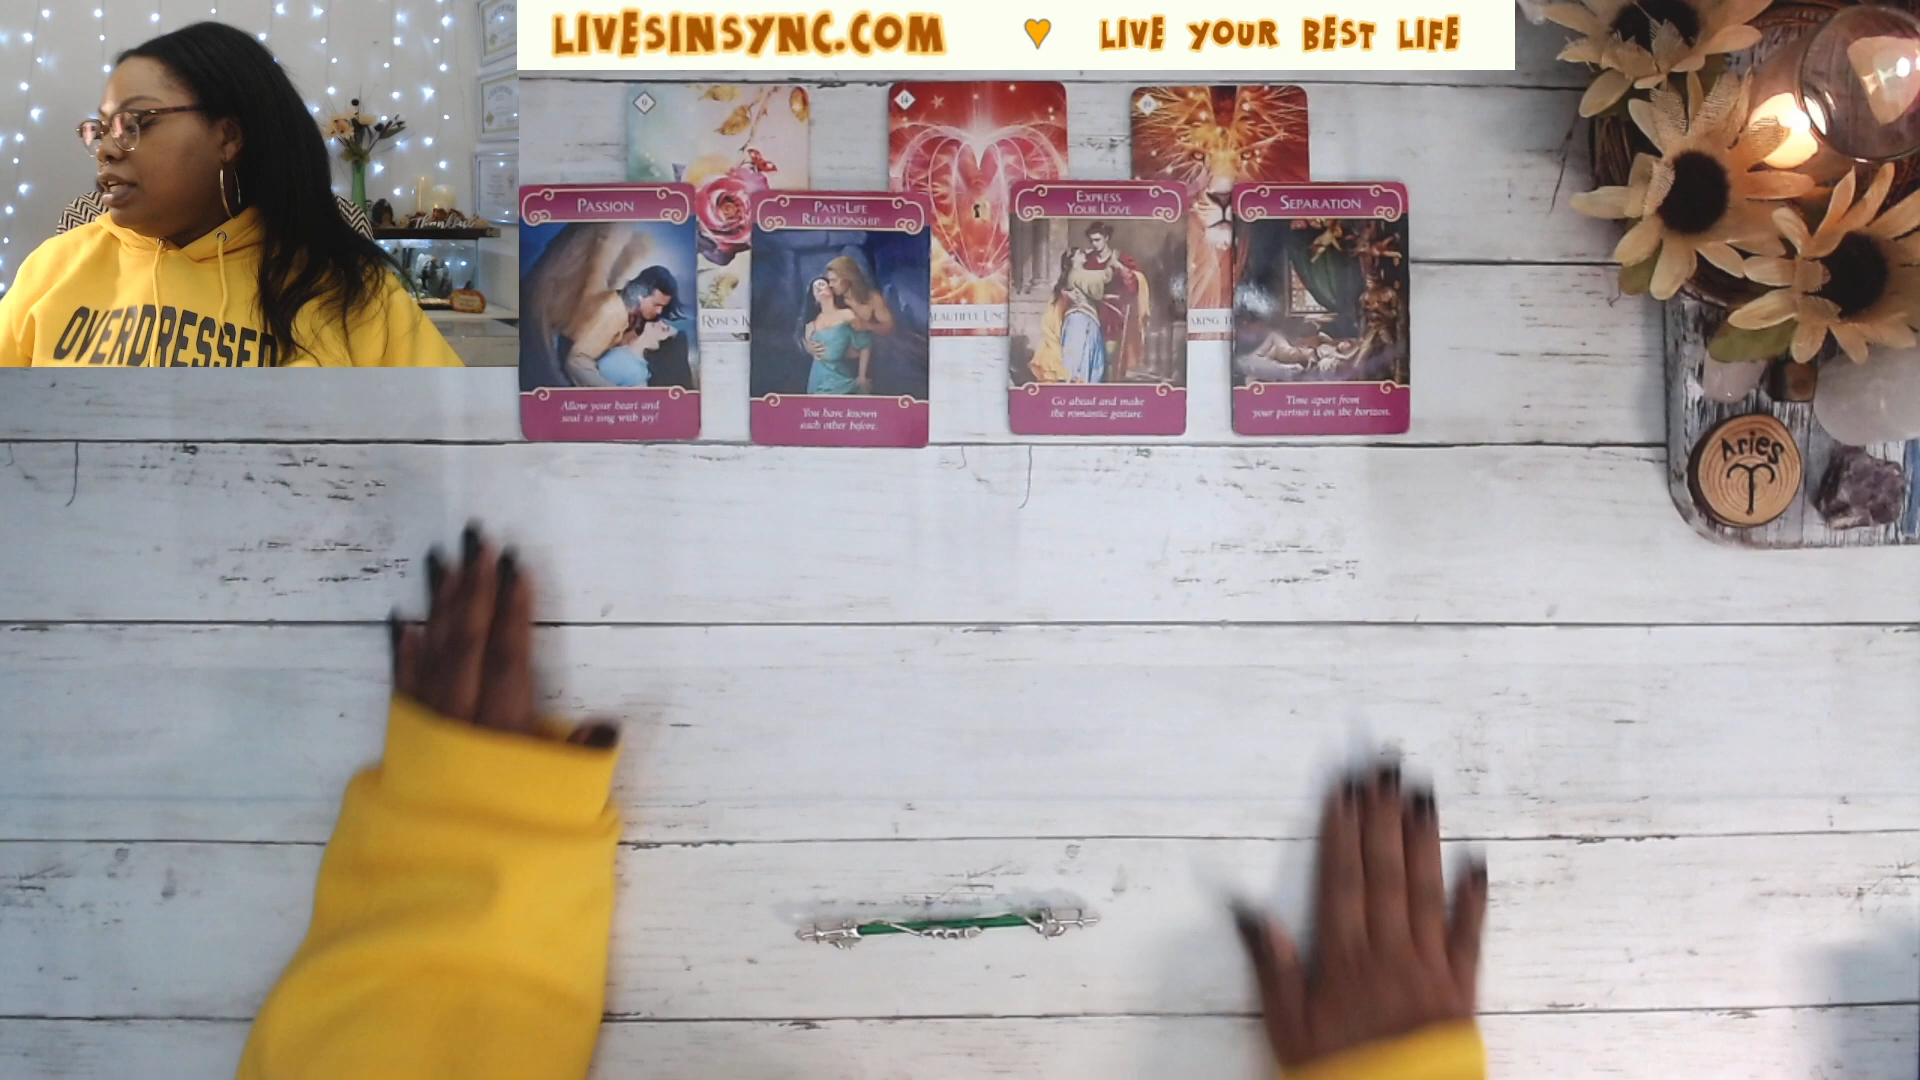 LIVESINSYNC.COM ♥ LIVE YOUR BEST LIFE
9
14
OVERDRESSED
PASSION
Allow your heart and
soul to sing with joy!
PAST-LIFE
RELATIONSHIP
You have known
each other before.
EXPRESS
YOUR LOVE
Go ahead and make
the romantic gesture.
SEPARATION
Time apart from
your partner is on the horizon.
Aries